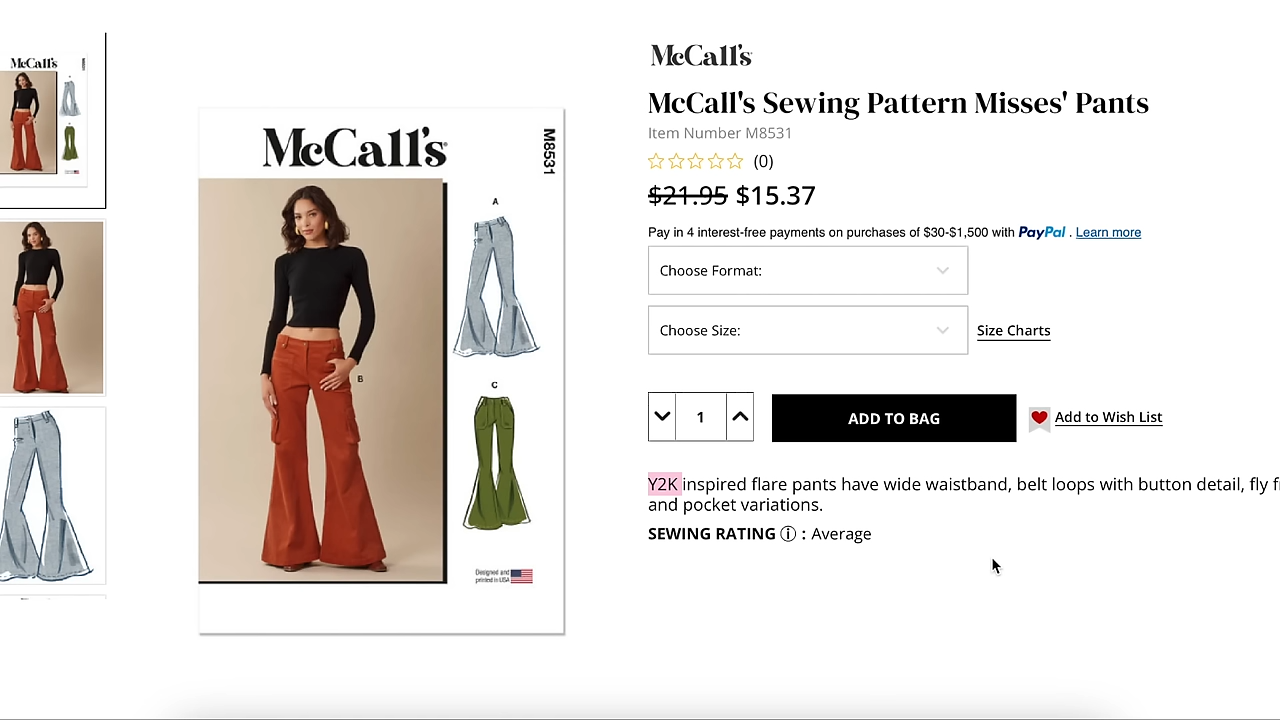 McCall's
McCall's
M8531
A
B
C
Designed and
printed in USA
McCall's
McCall's Sewing Pattern Misses' Pants
Item Number M8531
(0)
$21.95 $15.37
Pay in 4 interest-free payments on purchases of $30-$1,500 with PayPal . Learn more
Choose Format:
Choose Size:
Size Charts
1
ADD TO BAG
Add to Wish List
Y2K inspired flare pants have wide waistband, belt loops with button detail, fly
and pocket variations.
SEWING RATING ⓘ : Average